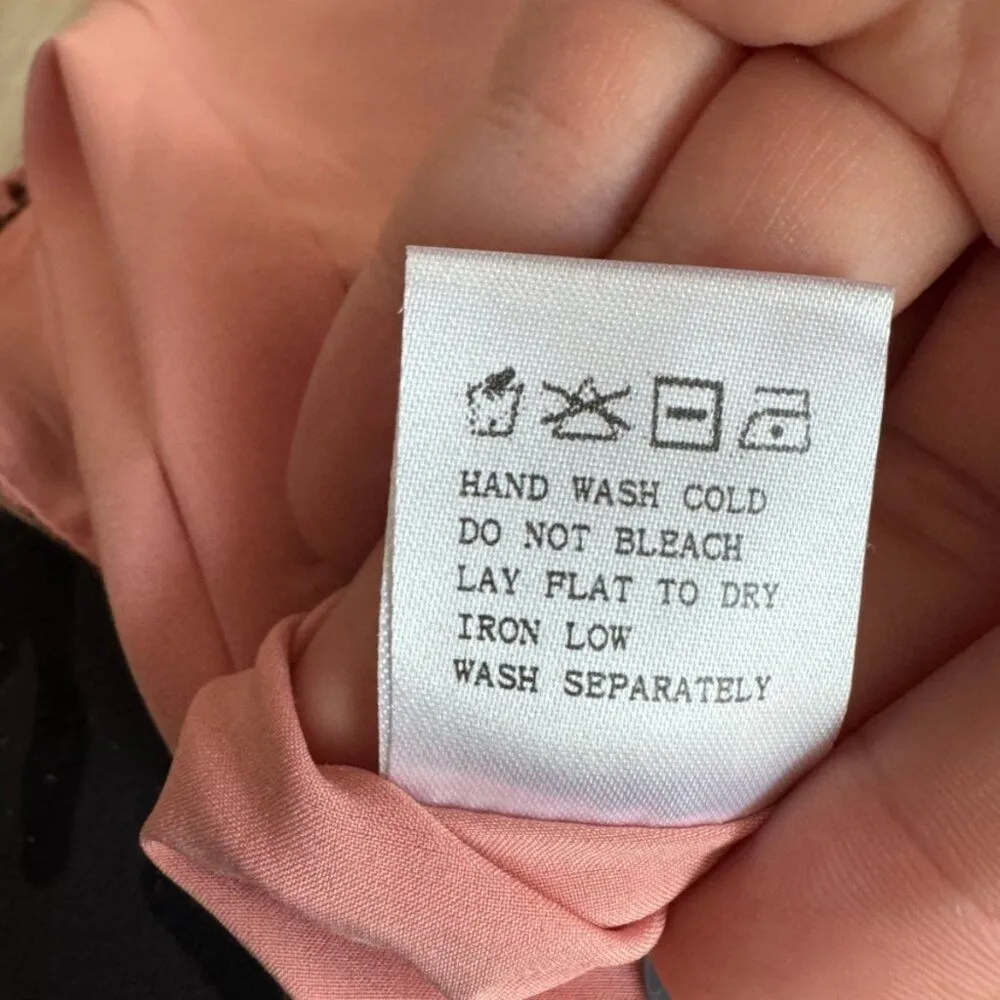 HAND WASH COLD
DO NOT BLEACH
LAY FLAT TO DRY
IRON LOW
WASH SEPARATELY